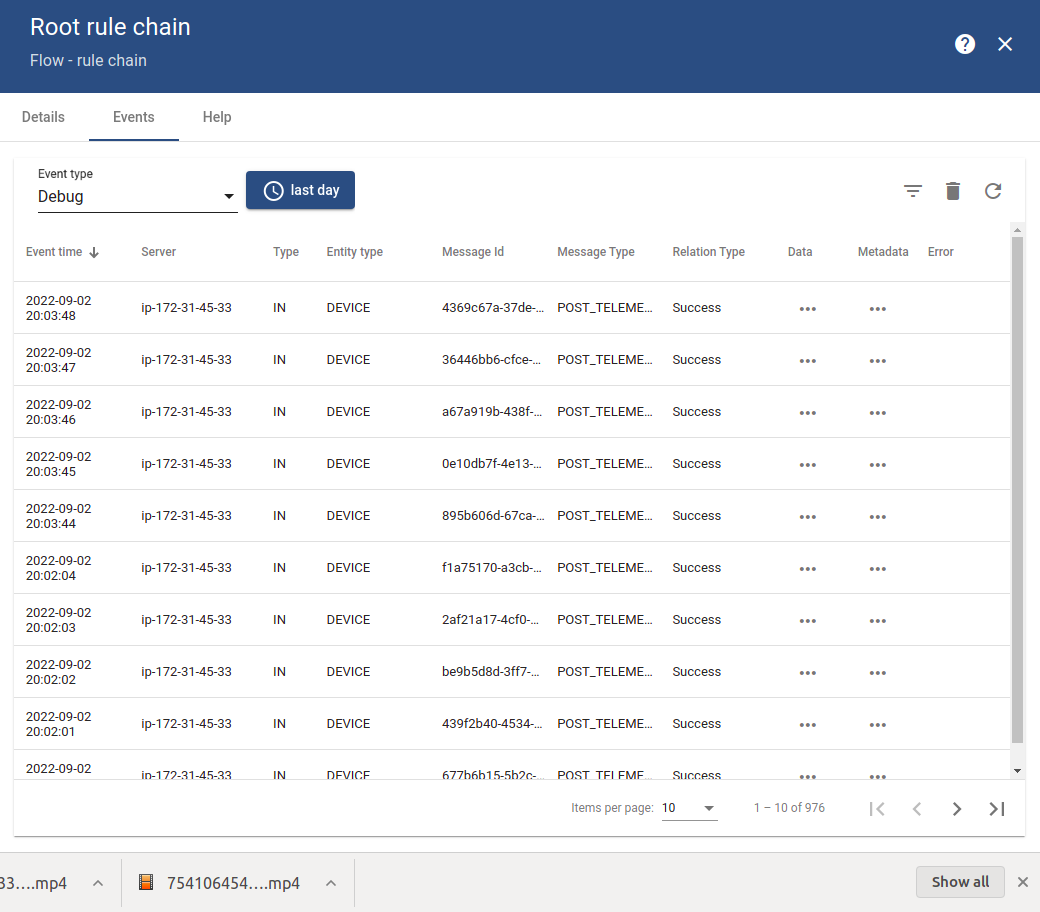 Root rule chain
Flow - rule chain
Details Events Help
Event type
Debug
last day
Event time Server Type Entity type Message Id Message Type Relation Type Data Metadata Error
2022-09-02
20:03:48
ip-172-31-45-33 IN DEVICE 4369c67a-37de-... POST_TELEME... Success ...
...
2022-09-02
20:03:47
ip-172-31-45-33 IN DEVICE 36446bb6-cfce-... POST_TELEME... Success ...
...
2022-09-02
20:03:46
ip-172-31-45-33 IN DEVICE a67a919b-438f-... POST_TELEME... Success ...
...
2022-09-02
20:03:45
ip-172-31-45-33 IN DEVICE 0e10db7f-4e13-... POST_TELEME... Success ...
...
2022-09-02
20:03:44
ip-172-31-45-33 IN DEVICE 895b606d-67ca-... POST_TELEME... Success ...
...
2022-09-02
20:02:04
ip-172-31-45-33 IN DEVICE f1a75170-a3cb-... POST_TELEME... Success ...
...
2022-09-02
20:02:03
ip-172-31-45-33 IN DEVICE 2af21a17-4cf0-... POST_TELEME... Success ...
...
2022-09-02
20:02:02
ip-172-31-45-33 IN DEVICE be9b5d8d-3ff7-... POST_TELEME... Success ...
...
2022-09-02
20:02:01
ip-172-31-45-33 IN DEVICE 439f2b40-4534-... POST_TELEME... Success ...
...
2022-09-02
ip-172-31-45-33 IN DEVICE 677b6b15-5b2c-... POST_TELEME... Success ...
...
Items per page: 10 1 – 10 of 976
33....mp4 754106454....mp4 Show all